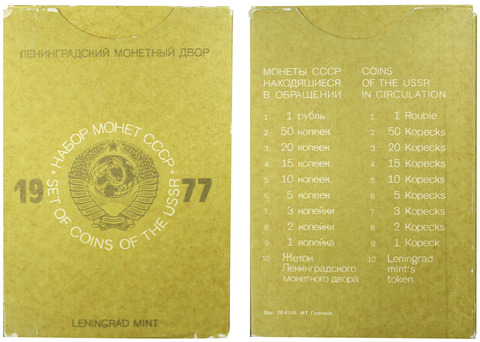 ЛЕНИНГРАДСКИЙ МОНЕТНЫЙ ДВОР
НАБОР МОНЕТ СССР
19 77
SET OF COINS OF THE USSR
LENINGRAD MINT
МОНЕТЫ СССР
НАХОДЯЩИЕСЯ
В ОБРАЩЕНИИ
1. 1 рубль
2. 50 копеек
3. 20 копеек
4. 15 копеек
5. 10 копеек
6. 5 копеек
7. 3 копейки
8. 2 копейки
9. 1 копейка
10. Жетон
Ленинградского
монетного двора
COINS
OF THE USSR
IN CIRCULATION
1. 1 Rouble
2. 50 Kopecks
3. 20 Kopecks
4. 15 Kopecks
5. 10 Kopecks
6. 5 Kopecks
7. 3 Kopecks
8. 2 Kopecks
9. 1 Kopeck
10. Leningrad
mint's
token
Зак.